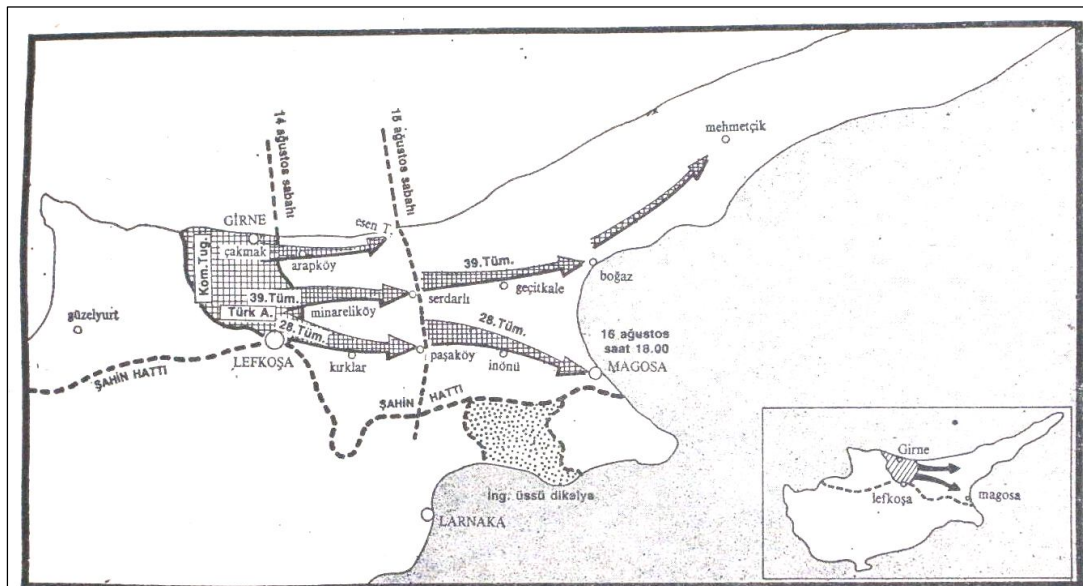 mehmetçik
14 ağustos sabahı
15 ağustos sabahı
GİRNE
çakmak
esen T.
arapköy
Kom. Tug.
39.Tüm.
minareliköy
Türk A.
28.Tüm.
LEFKOŞA
kırklar
güzelyurt
ŞAHİN HATTI
39.Tüm.
serdarlı
geçitkale
boğaz
28.Tüm.
paşaköy
inönü
16 ağustos
saat 18.00
MAGOSA
ŞAHİN HATTI
İng. üssü dikelya
LARNAKA
Girne
lefkoşa
magosa